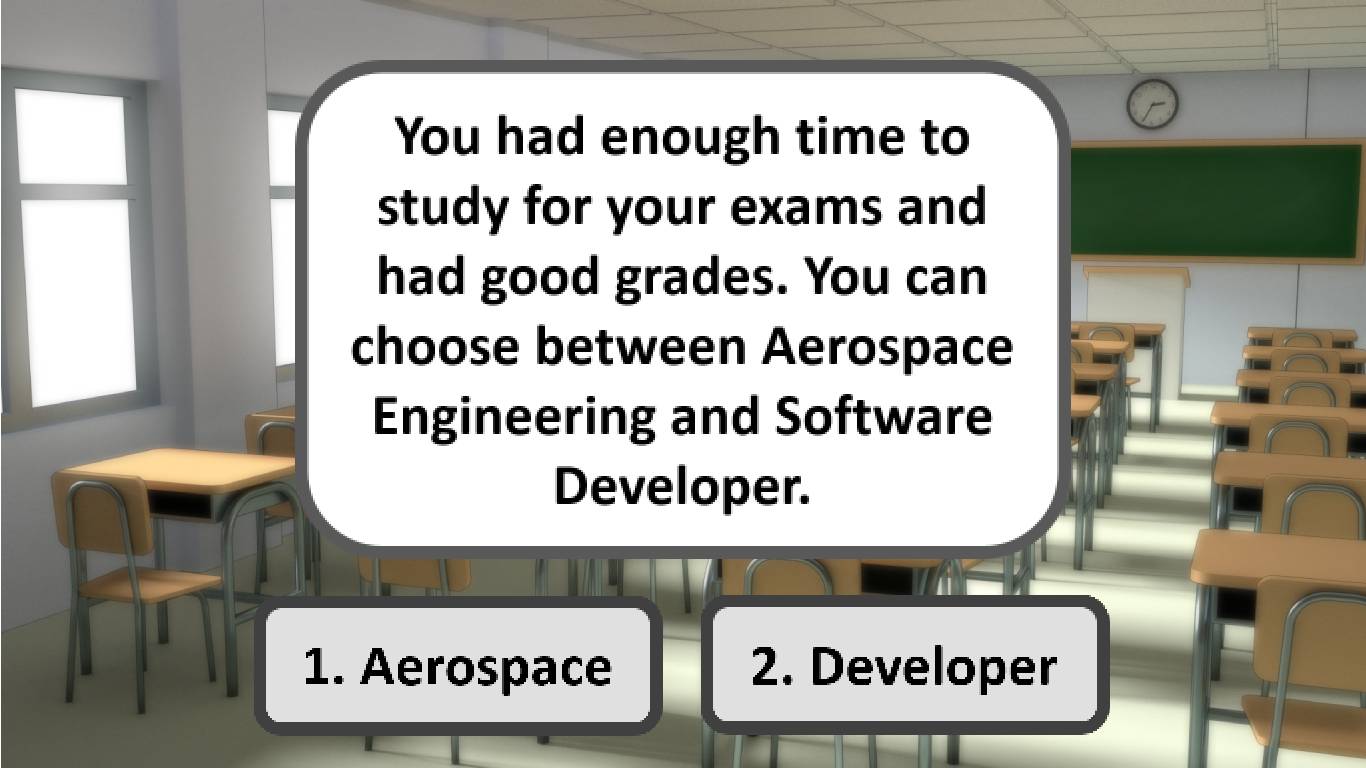 You had enough time to
study for your exams and
had good grades. You can
choose between Aerospace
Engineering and Software
Developer.
1. Aerospace
2. Developer